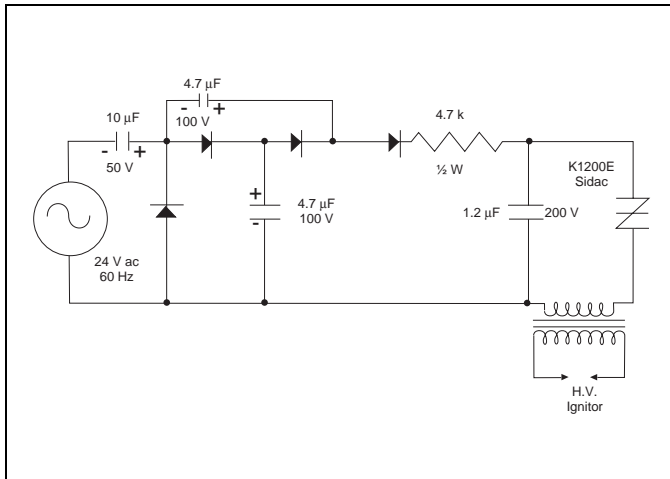 4.7 μF
- +
100 V
10 μF
- +
50 V
4.7 k
½ W
K1200E
Sidac
+
4.7 μF
100 V
-
1.2 μF
200 V
24 V ac
60 Hz
H.V.
Ignitor